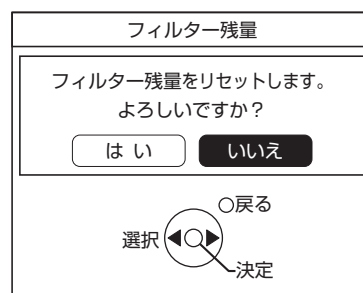 フィルター残量
フィルター残量をリセットします。
よろしいですか？
はい
いいえ
○戻る
選択
決定